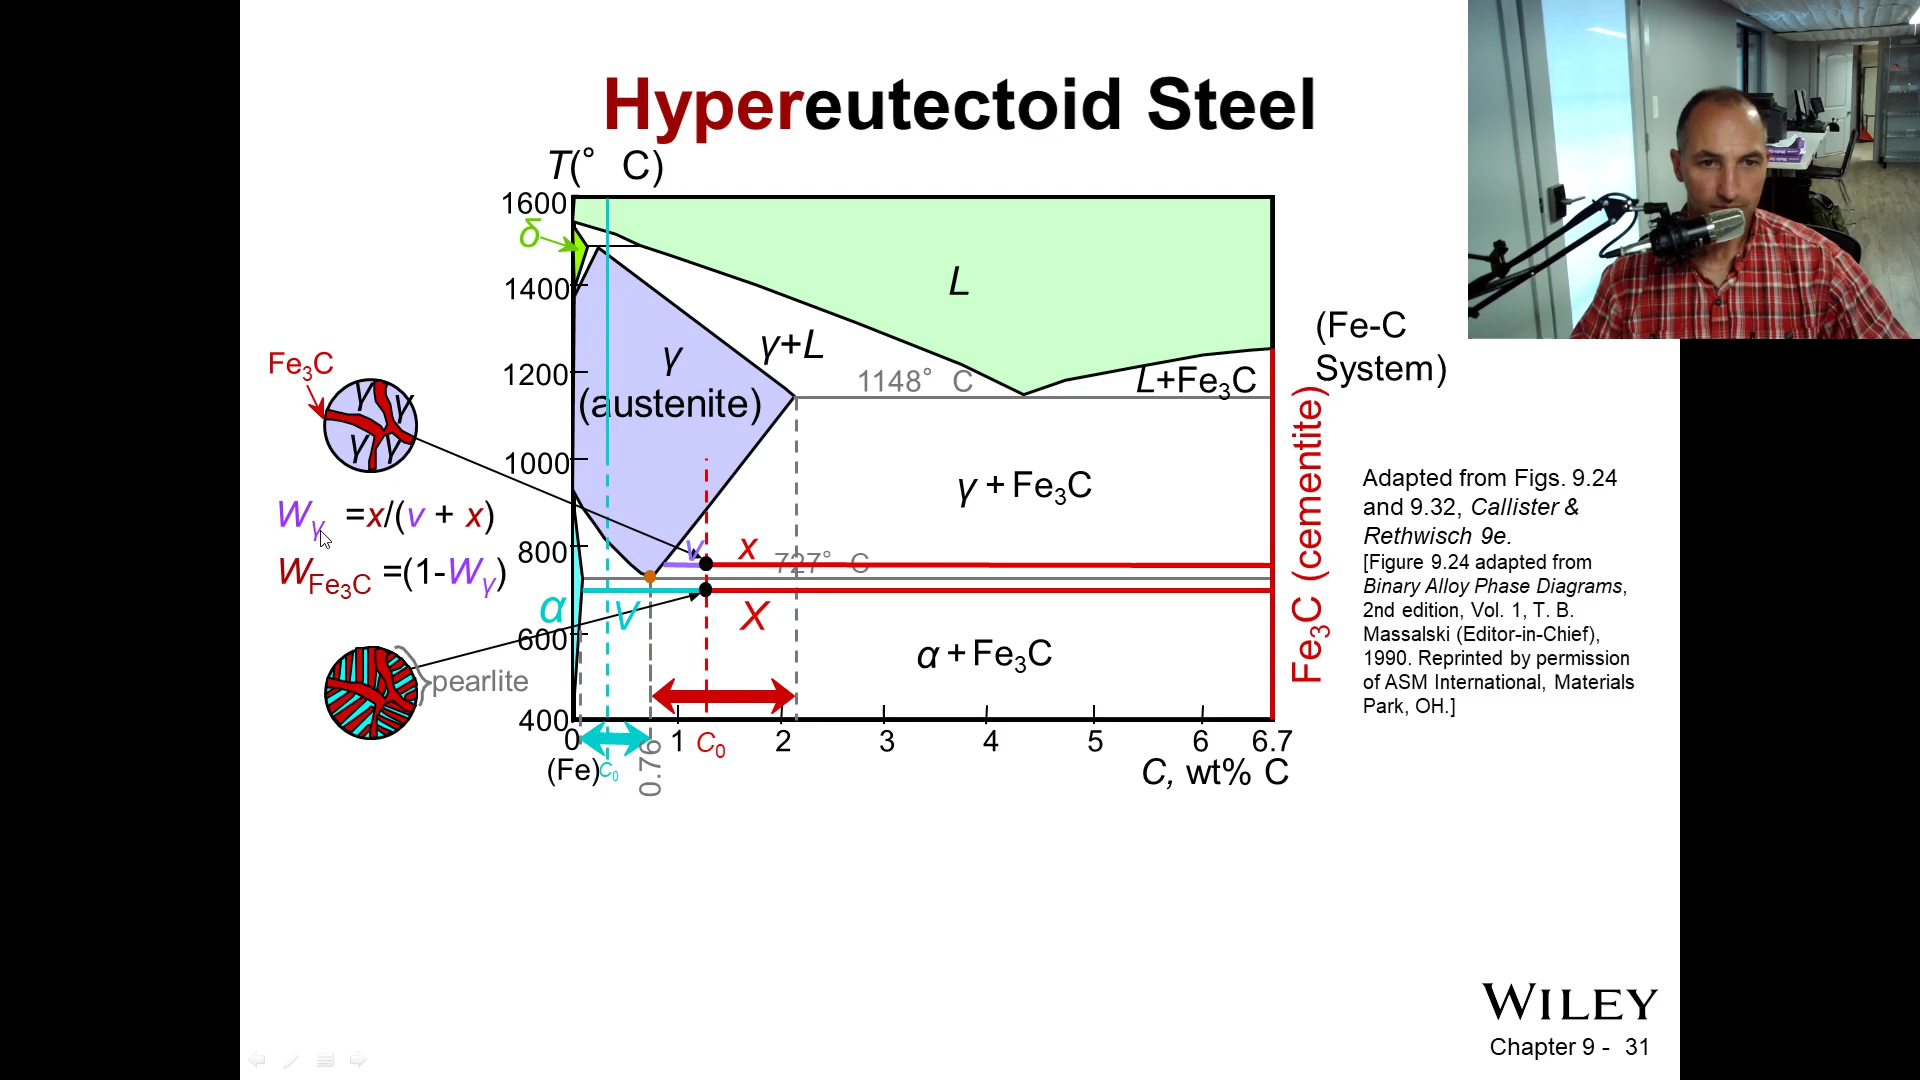 Hypereutectoid Steel
T(° C)
1600
δ
1400
L
γ+L
γ
(austenite)
1200
1148° C
L+Fe3C
(Fe-C
System)
Fe3C
γ γ
γ γ
1000
γ + Fe3C
Fe3C (cementite)
Adapted from Figs. 9.24
and 9.32, Callister &
Rethwisch 9e.
[Figure 9.24 adapted from
Binary Alloy Phase Diagrams,
2nd edition, Vol. 1, T. B.
Massalski (Editor-in-Chief),
1990. Reprinted by permission
of ASM International, Materials
Park, OH.]
Wγ =x/(v + x)
800
v x
727° C
WFe3C =(1-Wγ)
α
V X
600
α + Fe3C
pearlite
400
0 1 C0 2 3 4 5 6 6.7
(Fe) C0 0.76 C, wt% C
WILEY
Chapter 9 - 31